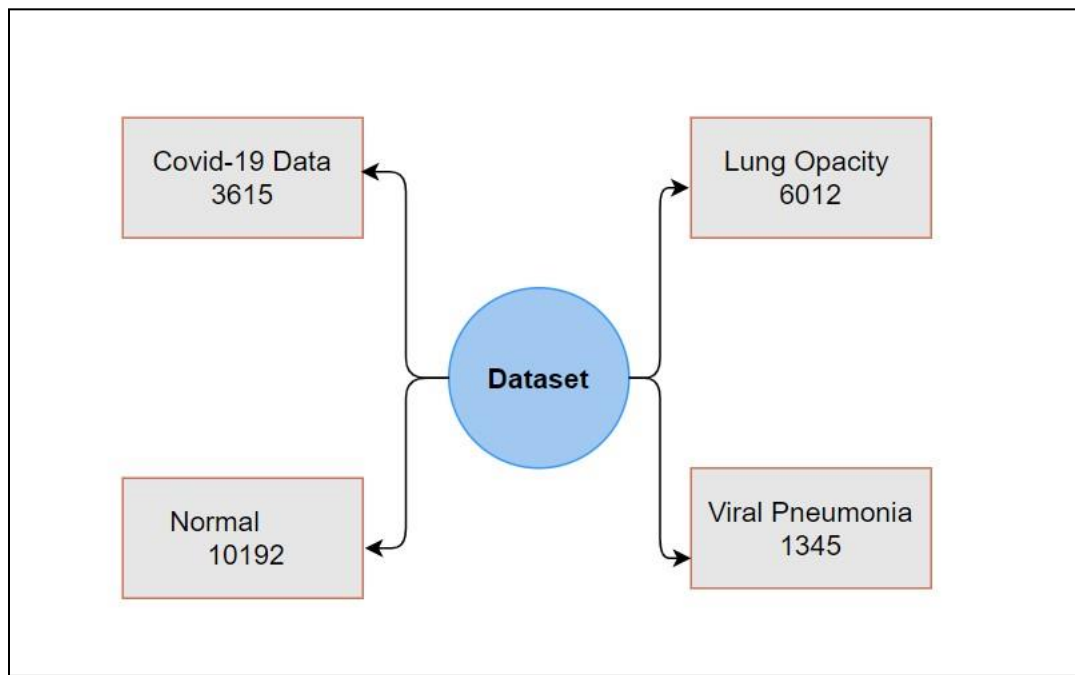 Covid-19 Data
3615
Lung Opacity
6012
Dataset
Normal
10192
Viral Pneumonia
1345